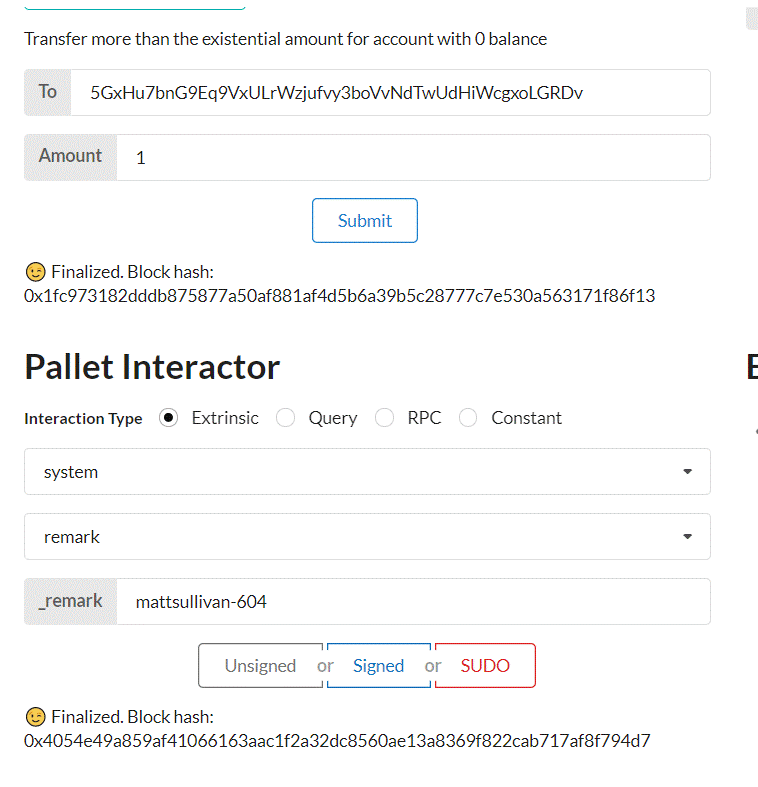 Transfer more than the existential amount for account with 0 balance
To 5GxHu7bnG9Eq9VxULrWzjufvy3boVvNdTwUdHiWcgxoLGRDv
Amount 1
Submit
😉 Finalized. Block hash:
0x1fc973182dddb875877a50af881af4d5b6a39b5c28777c7e530a563171f86f13
Pallet Interactor
Interaction Type Extrinsic Query RPC Constant
system
remark
_remark mattsullivan-604
Unsigned or Signed or SUDO
😉 Finalized. Block hash:
0x4054e49a859af41066163aac1f2a32dc8560ae13a8369f822cab717af8f794d7